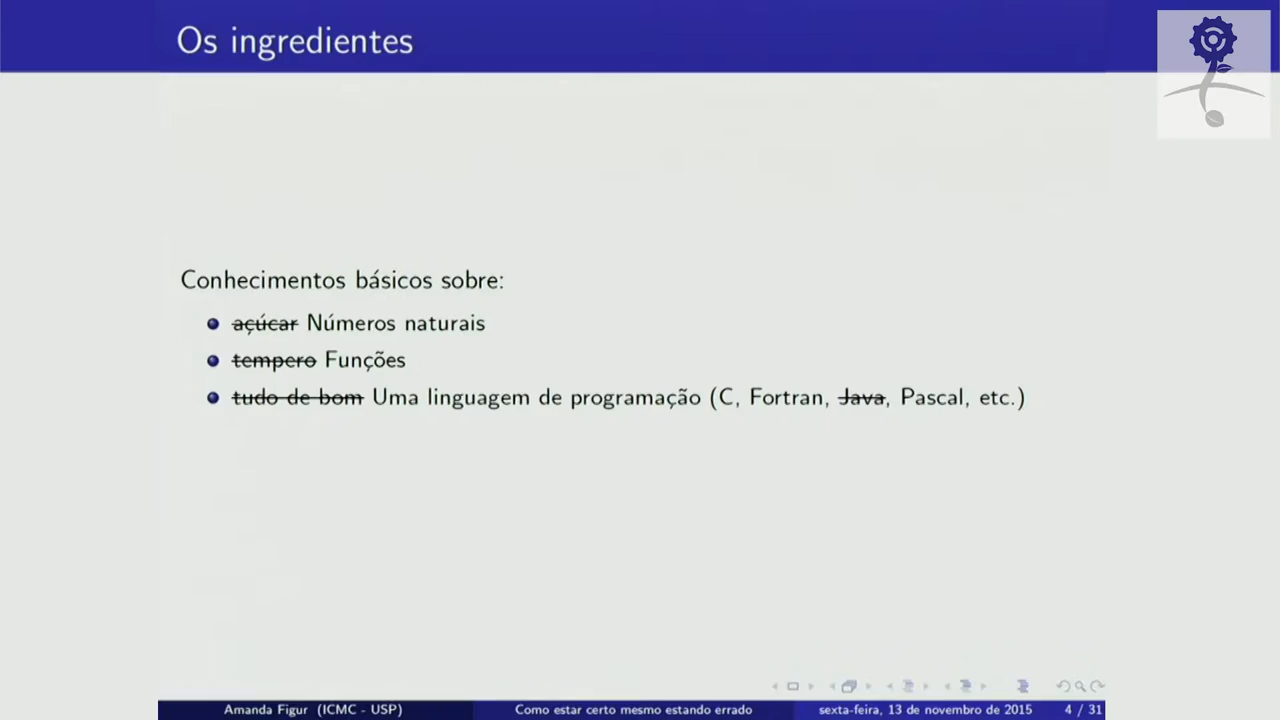 Os ingredientes
Conhecimentos básicos sobre:
açúcar Números naturais
tempero Funções
tudo de bom Uma linguagem de programação (C, Fortran, Java, Pascal, etc.)
Amanda Figur (ICMC - USP) Como estar certo mesmo estando errado sexta-feira, 13 de novembro de 2015 4 / 31